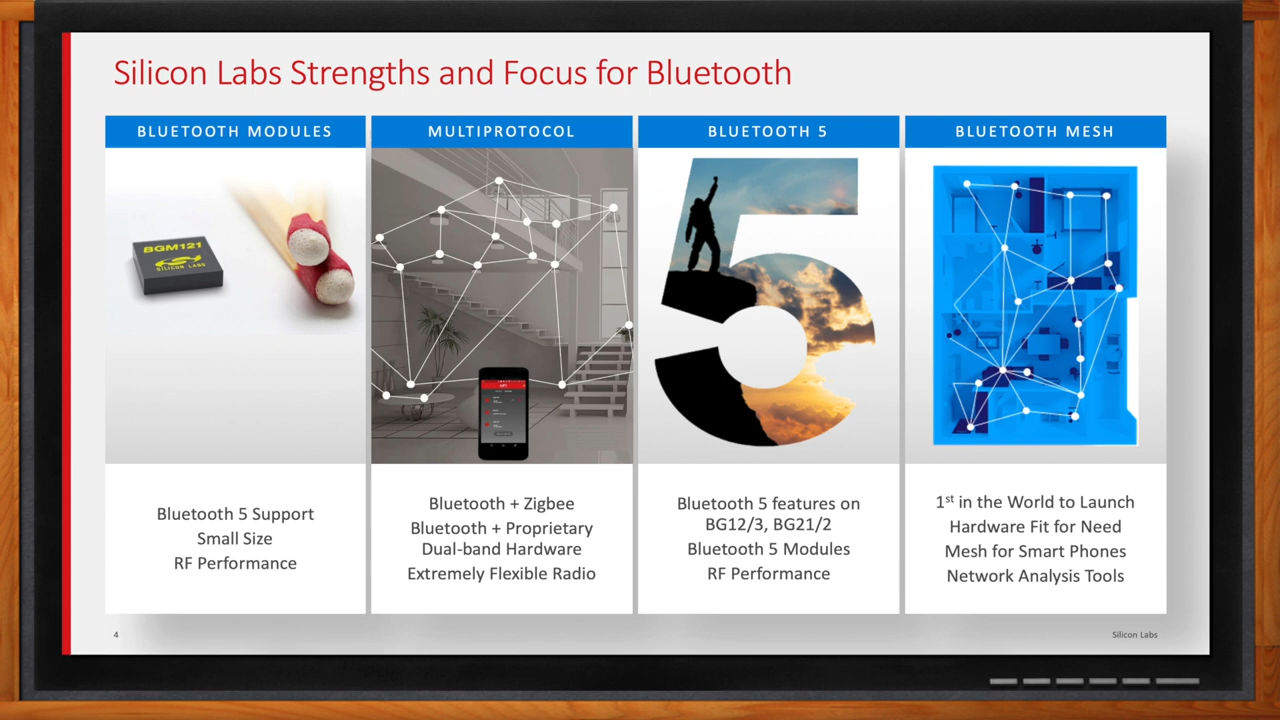 Silicon Labs Strengths and Focus for Bluetooth
BLUETOOTH MODULES
BGM121
SILICON LABS
Bluetooth 5 Support
Small Size
RF Performance
MULTIPROTOCOL
Bluetooth + Zigbee
Bluetooth + Proprietary
Dual-band Hardware
Extremely Flexible Radio
BLUETOOTH 5
5
Bluetooth 5 features on
BG12/3, BG21/2
Bluetooth 5 Modules
RF Performance
BLUETOOTH MESH
1st in the World to Launch
Hardware Fit for Need
Mesh for Smart Phones
Network Analysis Tools
4
Silicon Labs